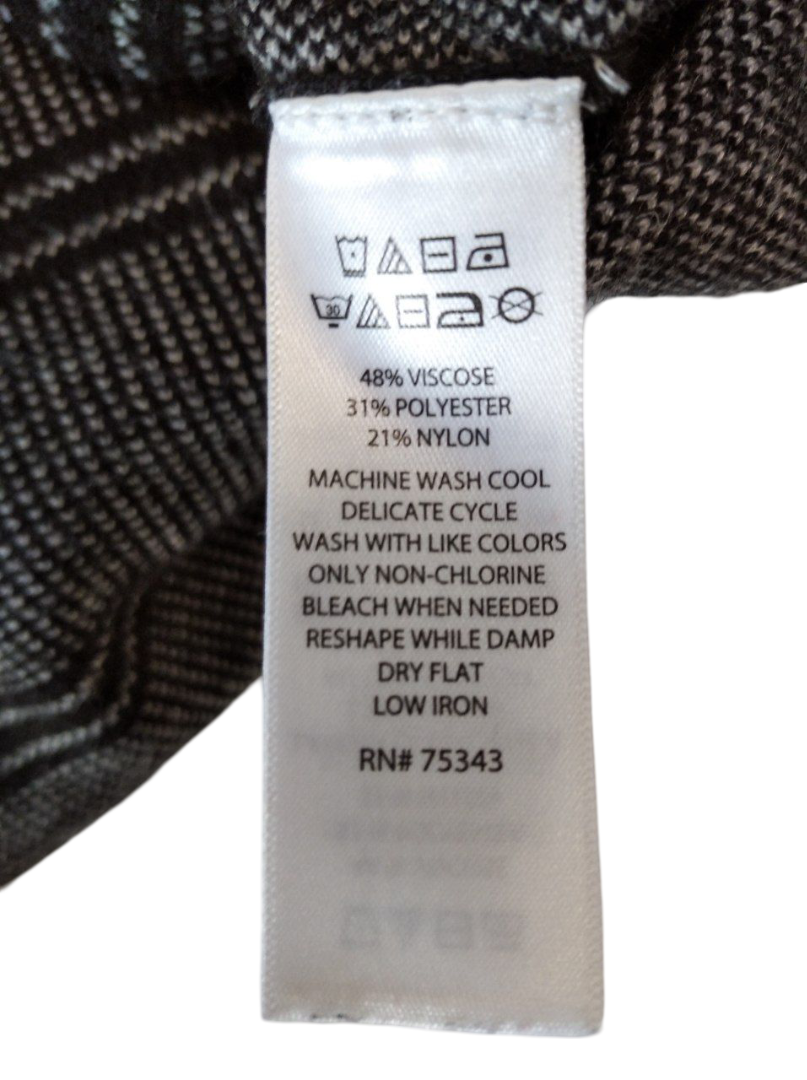 30
48% VISCOSE
31% POLYESTER
21% NYLON
MACHINE WASH COOL
DELICATE CYCLE
WASH WITH LIKE COLORS
ONLY NON-CHLORINE
BLEACH WHEN NEEDED
RESHAPE WHILE DAMP
DRY FLAT
LOW IRON
RN# 75343